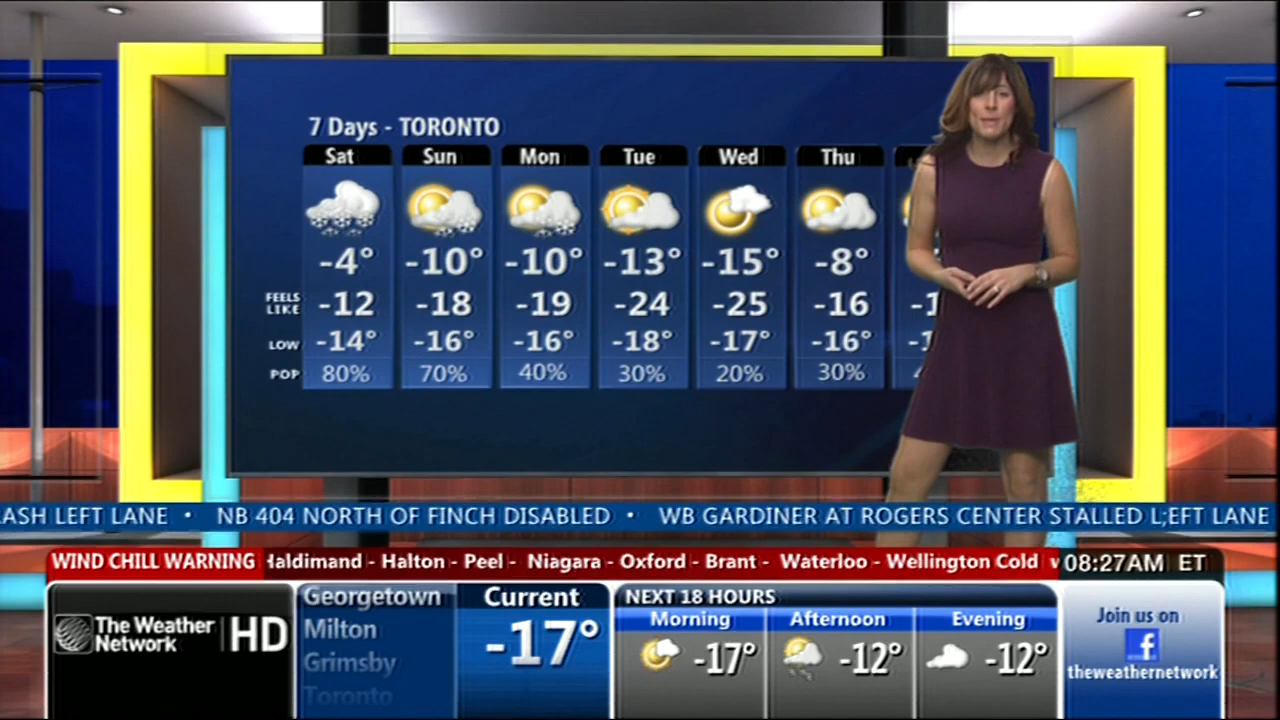 7 Days - TORONTO
Sat Sun Mon Tue Wed Thu
-4° -10° -10° -13° -15° -8°
FEELS LIKE -12 -18 -19 -24 -25 -16 -1
LOW -14° -16° -16° -18° -17° -16° -1
POP 80% 70% 40% 30% 20% 30% 4
ASH LEFT LANE • NB 404 NORTH OF FINCH DISABLED • WB GARDINER AT ROGERS CENTER STALLED L;EFT LANE
WIND CHILL WARNING Haldimand - Halton - Peel - Niagara - Oxford - Brant - Waterloo - Wellington Cold w 08:27AM ET
The Weather Network HD
Georgetown
Milton
Grimsby
Toronto
Current
-17°
NEXT 18 HOURS
Morning Afternoon Evening
-17° -12° -12°
Join us on
f
theweathernetwork